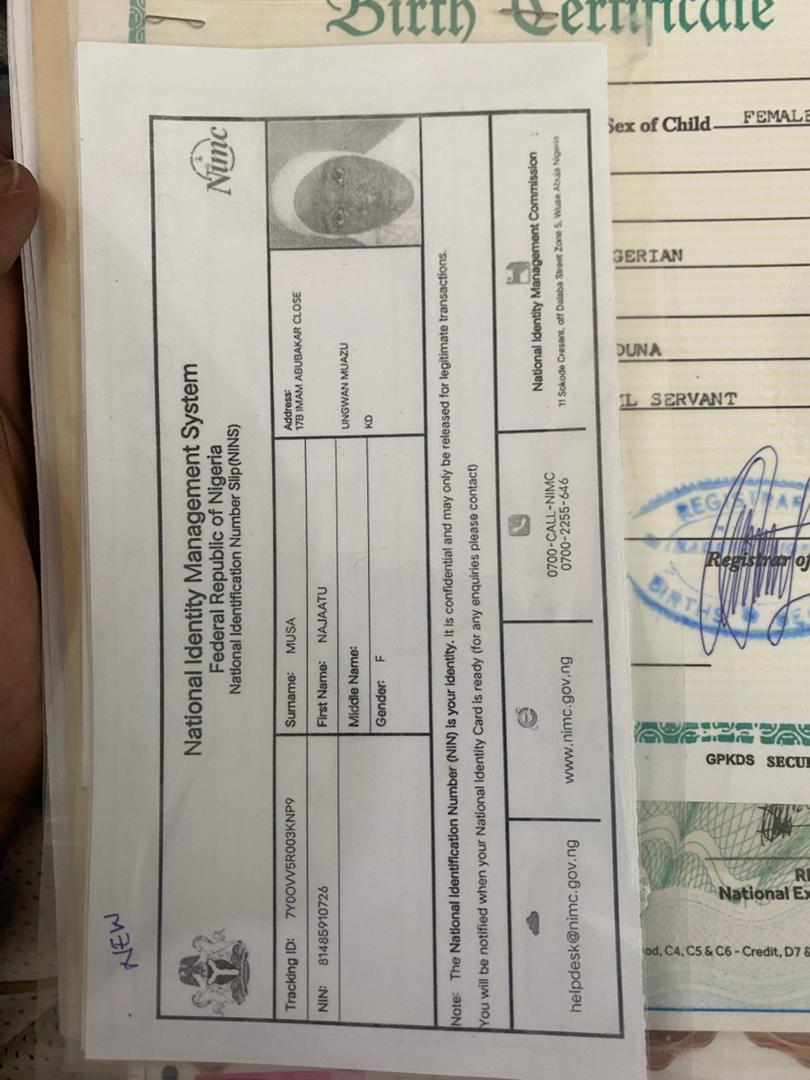 Birth Certificate
NEW
Nimc
National Identity Management System
Federal Republic of Nigeria
National Identification Number Slip(NINS)
Tracking ID: 7Y0OVV5R003KNP9
Surname: MUSA
Address:
17B IMAM ABUBAKAR CLOSE
NIN: 81485910726
First Name: NAJAATU
Middle Name:
UNGWAN MUAZU
Gender: F
KD
Note: The National Identification Number (NIN) is your identity. It is confidential and may only be released for legitimate transactions.
You will be notified when your National Identity Card is ready (for any enquiries please contact)
helpdesk@nimc.gov.ng
www.nimc.gov.ng
0700-CALL-NIMC
0700-2255-646
National Identity Management Commission :
11 Sokode Cresent, off Dalaba Street Zone 5, Wuse Abuja Nigeria
Sex of Child FEMALE
GERIAN
DUNA
IL SERVANT
REGISTRAR
Registrar of
BIRTHS
GPKDS SECU
National Ex
od, C4, C5 & C6 - Credit, D7 &